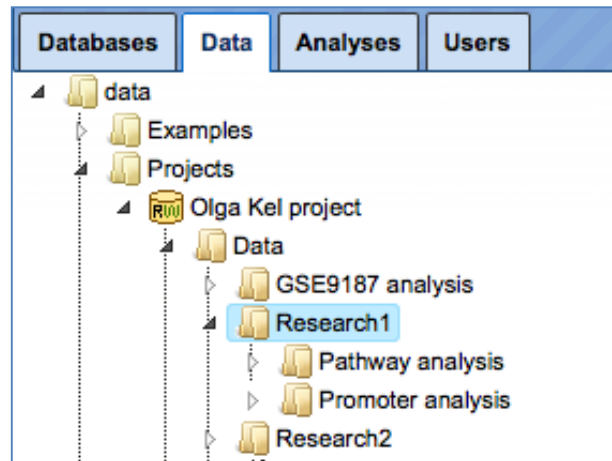 Databases Data Analyses Users
data
Examples
Projects
RW Olga Kel project
Data
GSE9187 analysis
Research1
Pathway analysis
Promoter analysis
Research2